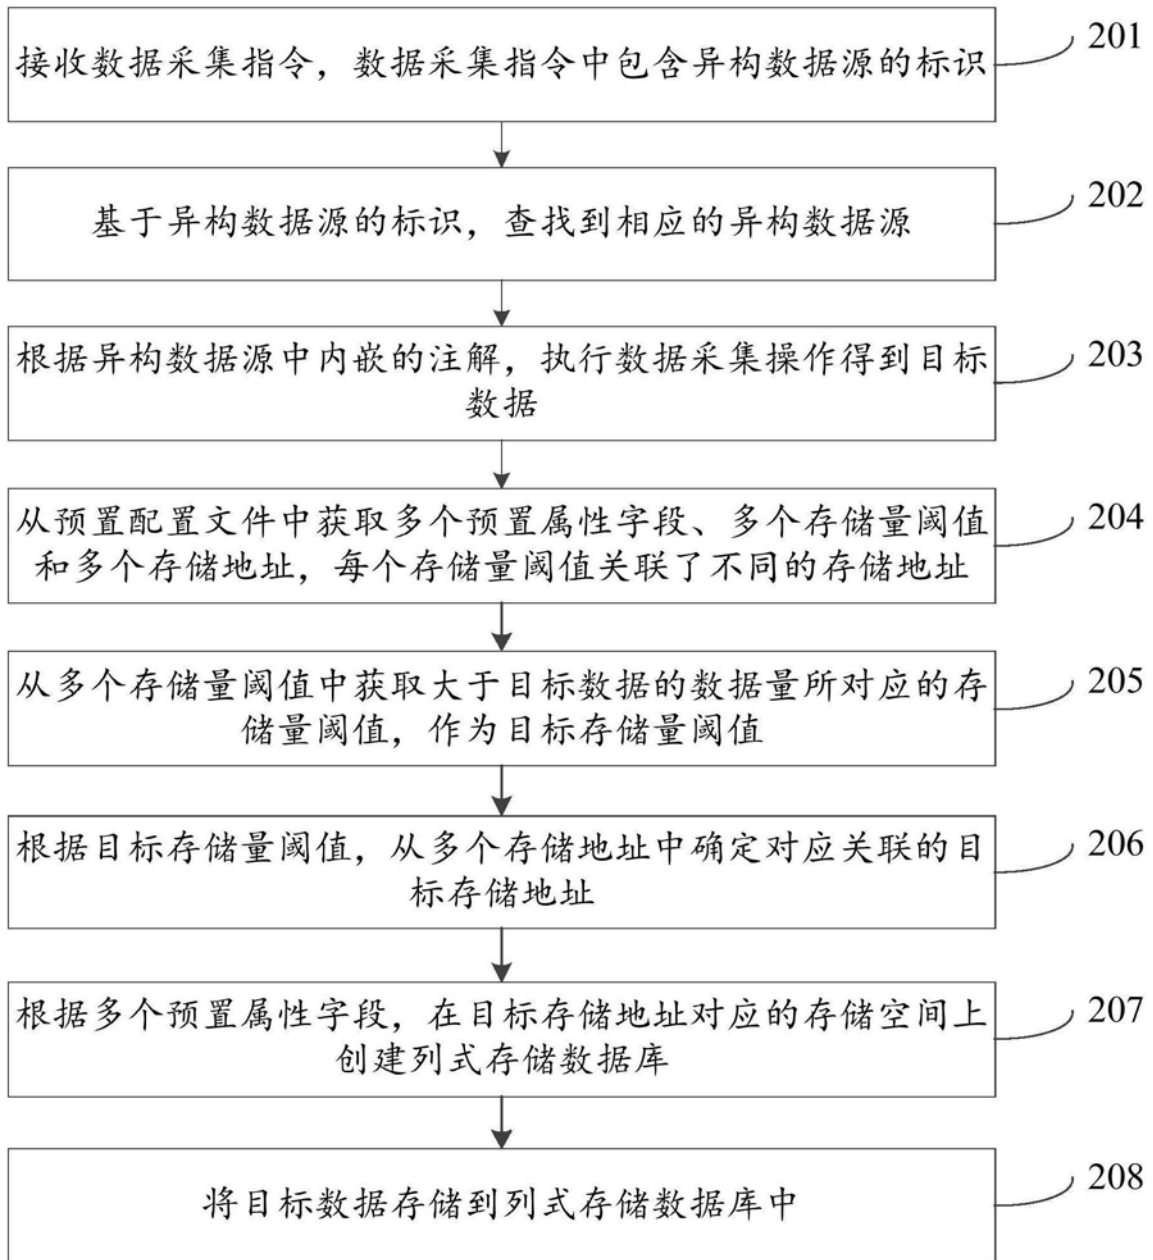 接收数据采集指令，数据采集指令中包含异构数据源的标识
201
基于异构数据源的标识，查找到相应的异构数据源
202
根据异构数据源中内嵌的注解，执行数据采集操作得到目标
数据
203
从预置配置文件中获取多个预置属性字段、多个存储量阈值
和多个存储地址，每个存储量阈值关联了不同的存储地址
204
从多个存储量阈值中获取大于目标数据的数据量所对应的存
储量阈值，作为目标存储量阈值
205
根据目标存储量阈值，从多个存储地址中确定对应关联的目
标存储地址
206
根据多个预置属性字段，在目标存储地址对应的存储空间上
创建列式存储数据库
207
将目标数据存储到列式存储数据库中
208